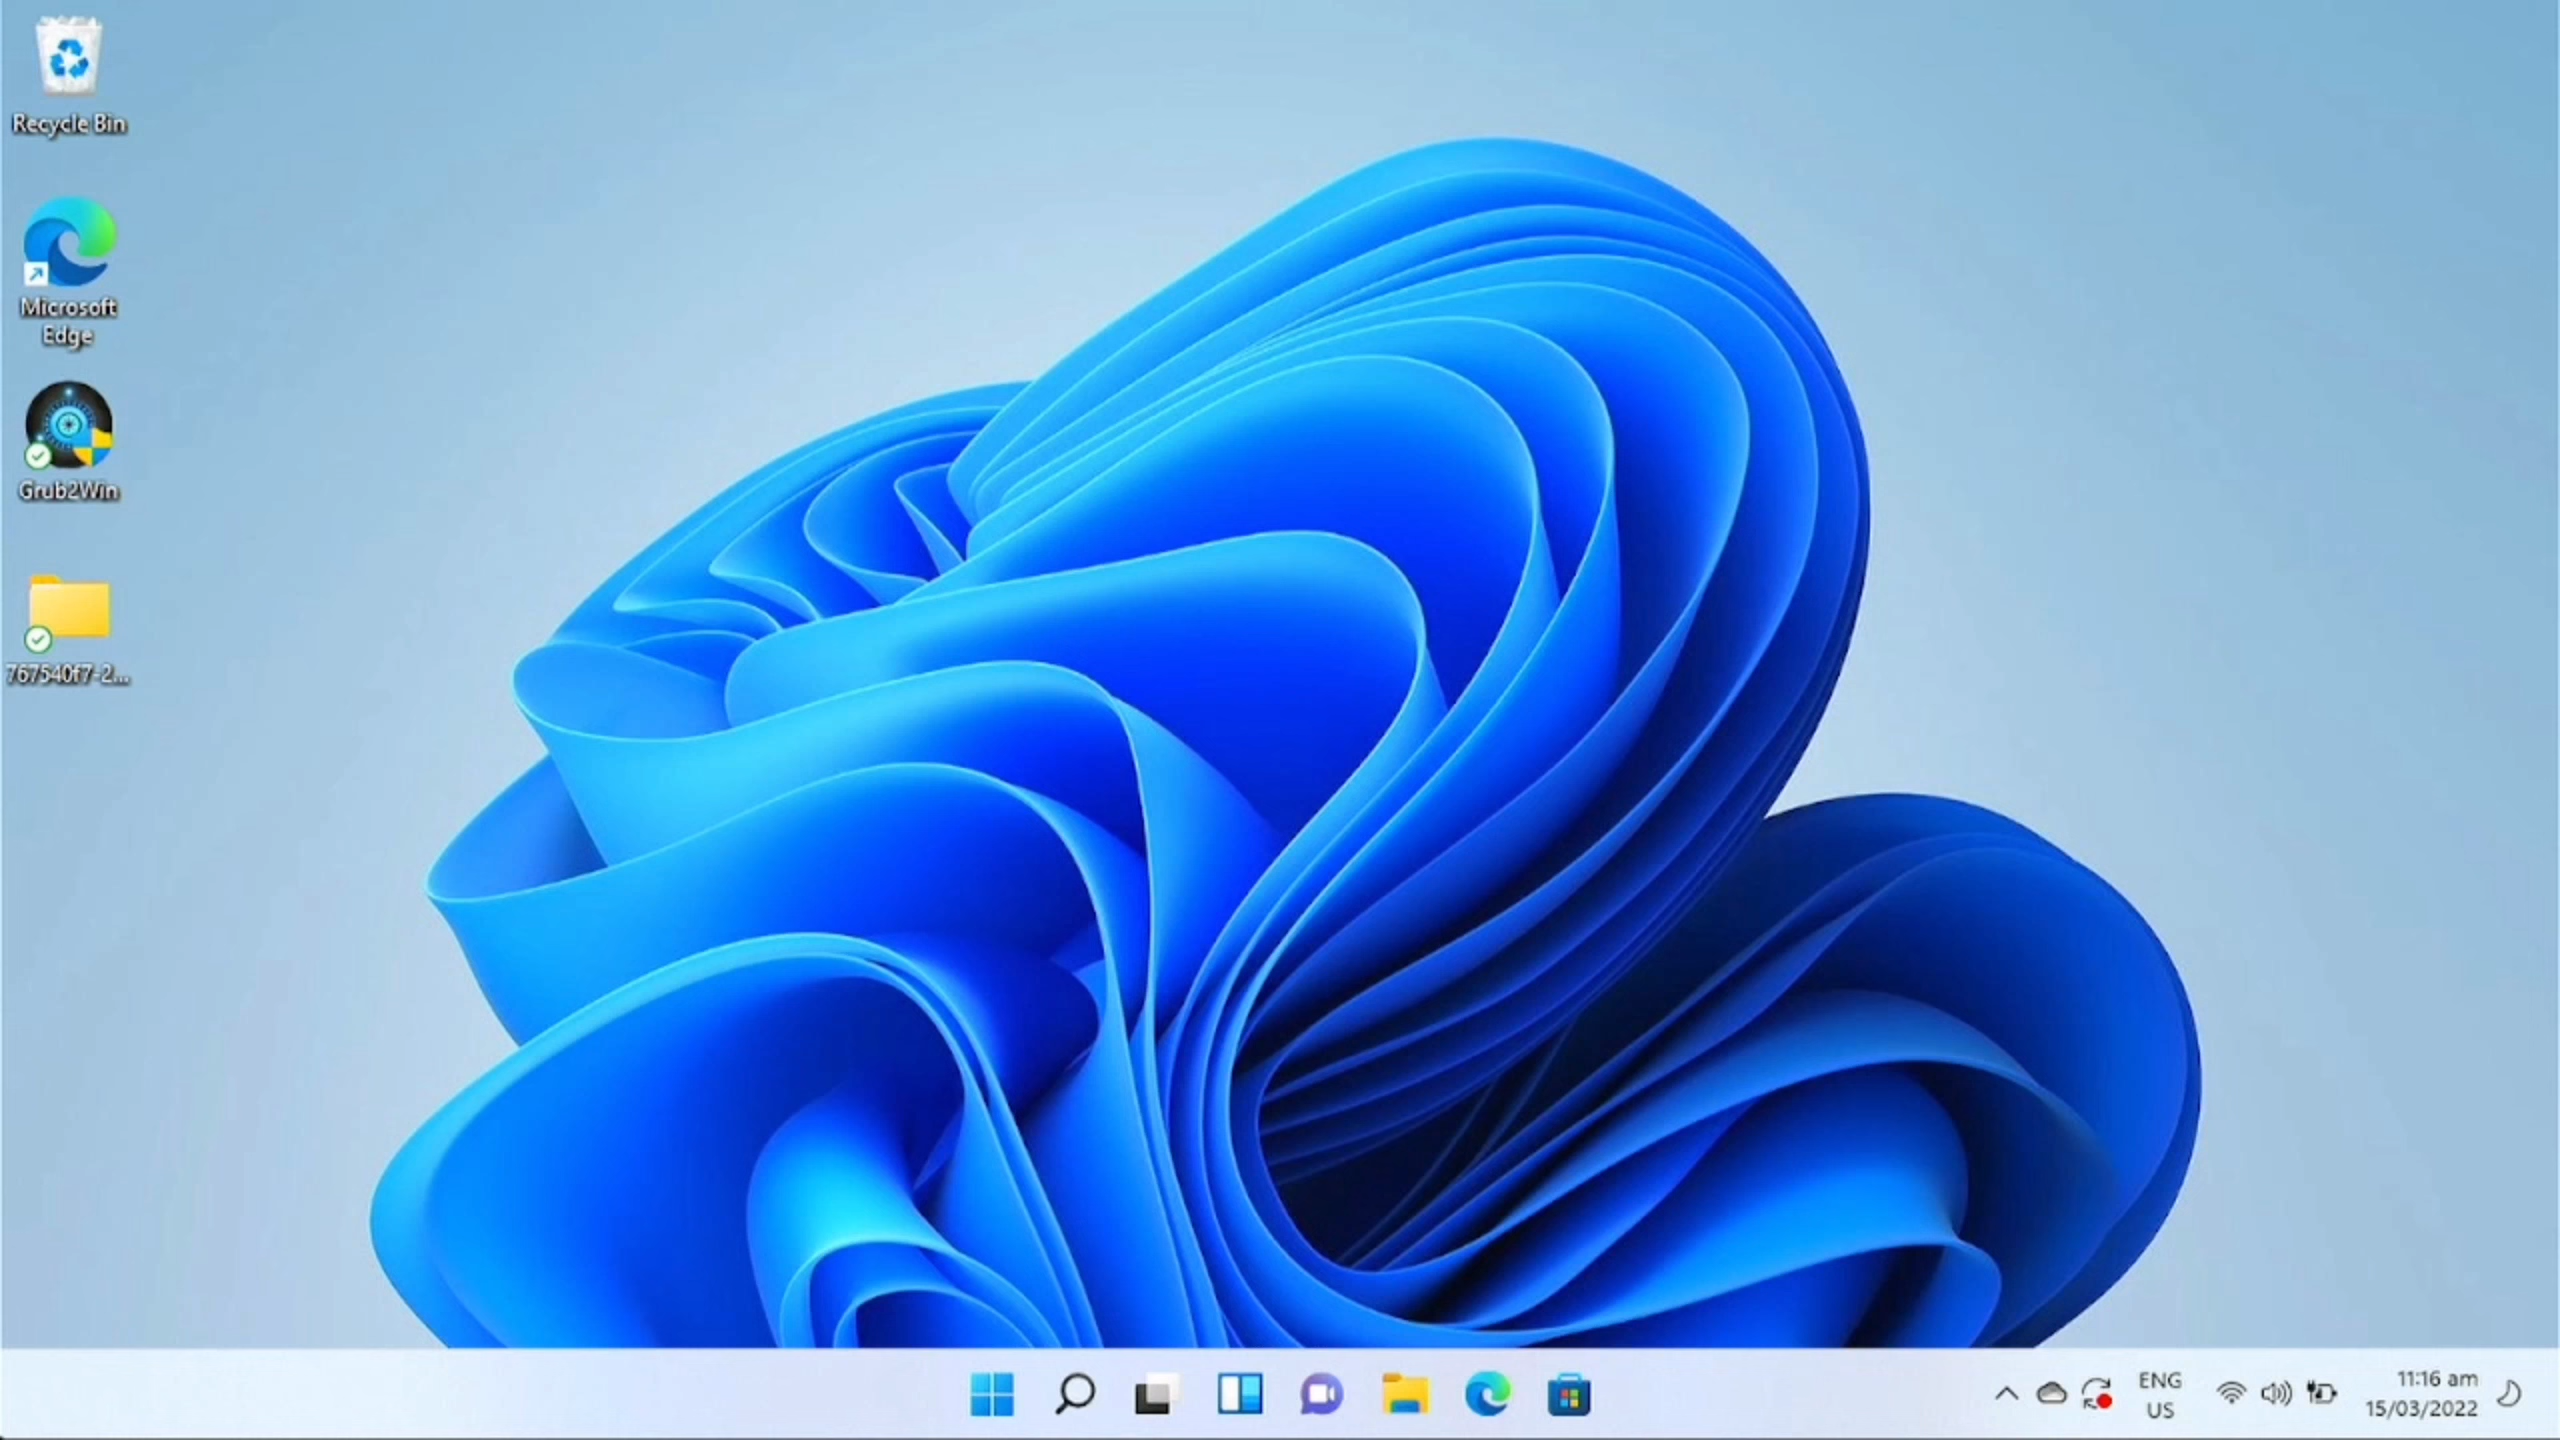 Recycle Bin
Microsoft
Edge
Grub2Win
767540f7-2...
ENG
US
11:16 am
15/03/2022